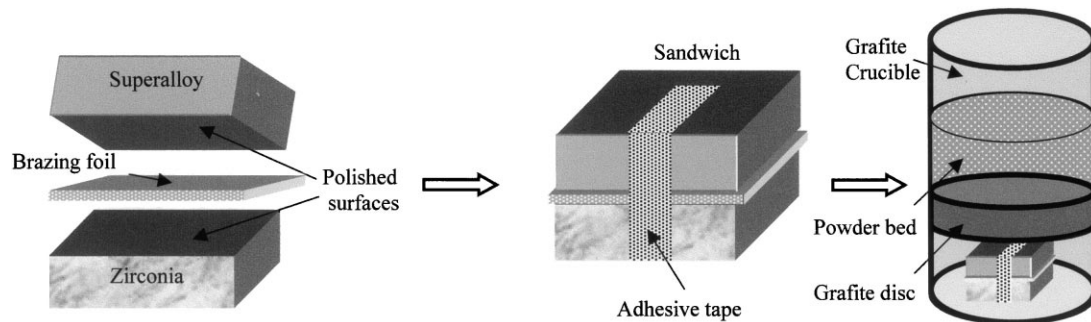 Superalloy
Brazing foil
Polished
surfaces
Zirconia
Sandwich
Adhesive tape
Grafite
Crucible
Powder bed
Grafite disc